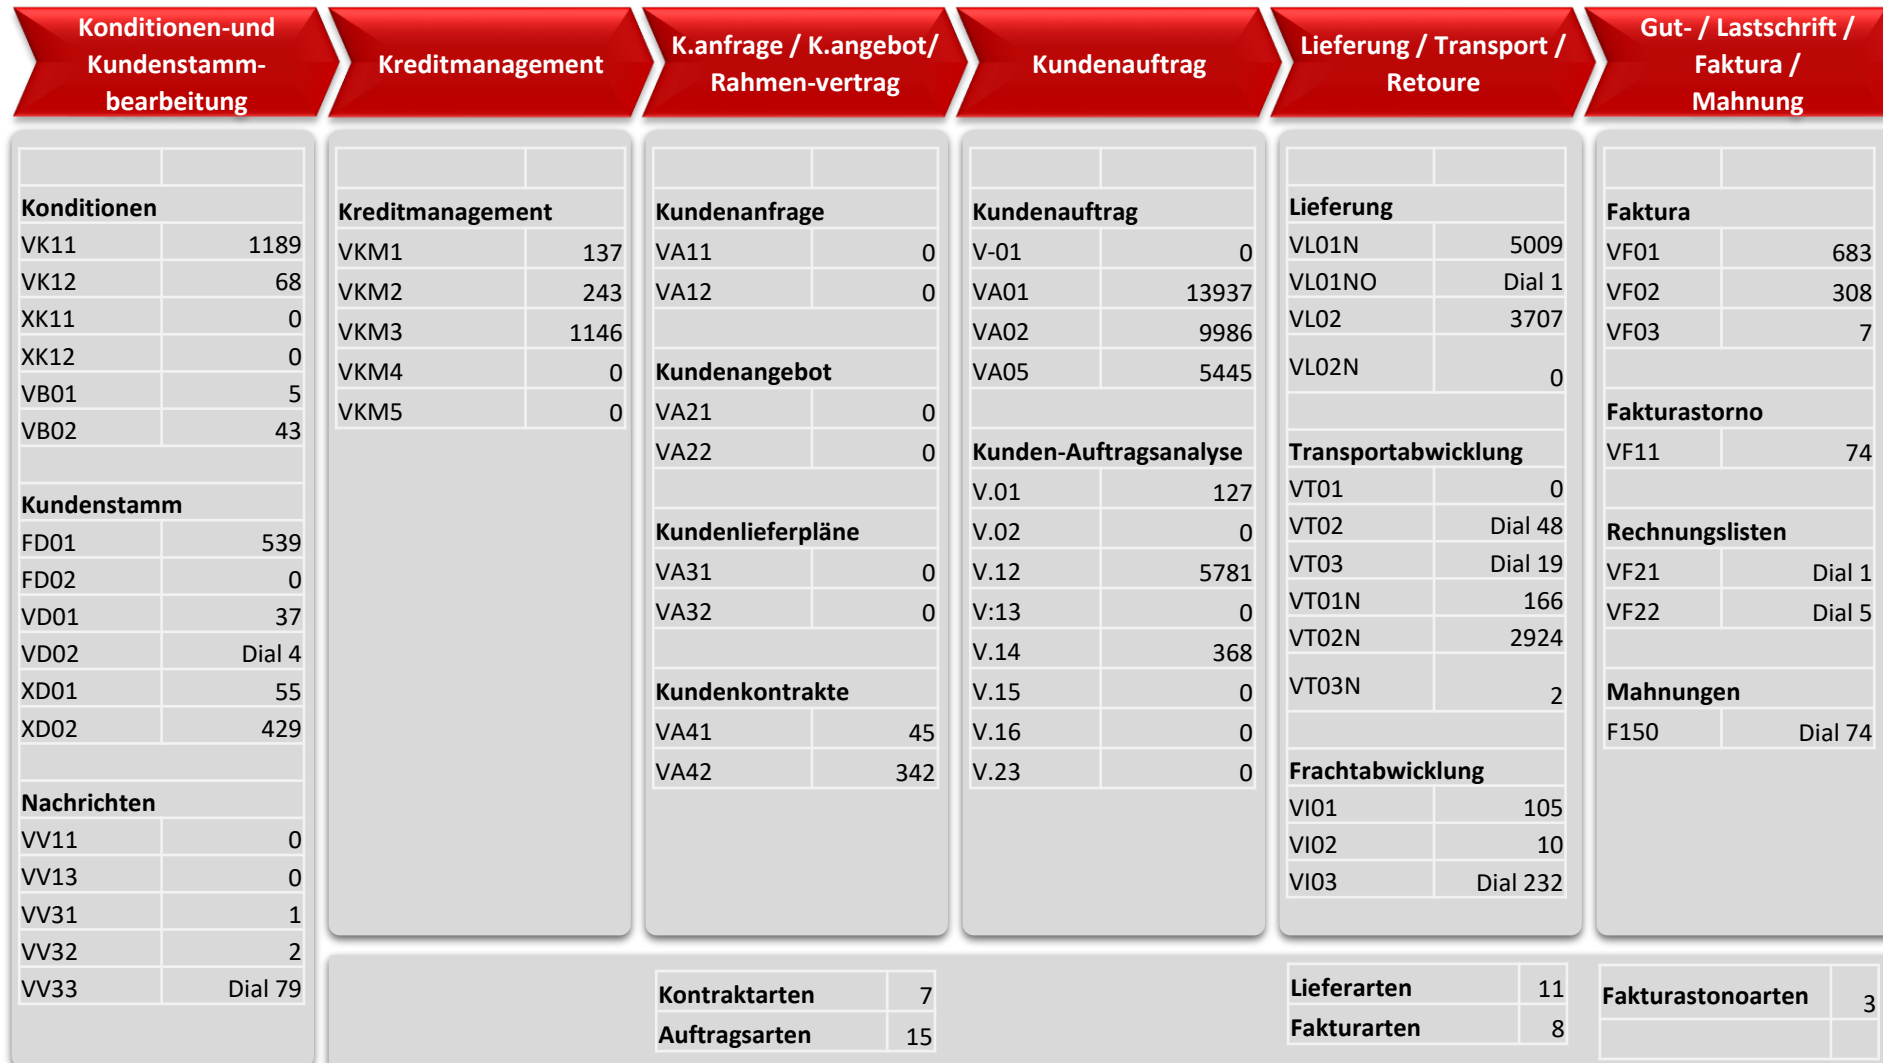 Konditionen-und
Kundenstamm-
bearbeitung
Kreditmanagement
K.anfrage / K.angebot/
Rahmen-vertrag
Kundenauftrag
Lieferung / Transport /
Retoure
Gut- / Lastschrift /
Faktura /
Mahnung
Konditionen
VK11 1189
VK12 68
XK11 0
XK12 0
VB01 5
VB02 43
Kundenstamm
FD01 539
FD02 0
VD01 37
VD02 Dial 4
XD01 55
XD02 429
Nachrichten
VV11 0
VV13 0
VV31 1
VV32 2
VV33 Dial 79
Kreditmanagement
VKM1 137
VKM2 243
VKM3 1146
VKM4 0
VKM5 0
Kundenanfrage
VA11 0
VA12 0
Kundenangebot
VA21 0
VA22 0
Kundenlieferpläne
VA31 0
VA32 0
Kundenkontrakte
VA41 45
VA42 342
Kundenauftrag
V-01 0
VA01 13937
VA02 9986
VA05 5445
Kunden-Auftragsanalyse
V.01 127
V.02 0
V.12 5781
V:13 0
V.14 368
V.15 0
V.16 0
V.23 0
Lieferung
VL01N 5009
VL01NO Dial 1
VL02 3707
VL02N 0
Transportabwicklung
VT01 0
VT02 Dial 48
VT03 Dial 19
VT01N 166
VT02N 2924
VT03N 2
Frachtabwicklung
VI01 105
VI02 10
VI03 Dial 232
Faktura
VF01 683
VF02 308
VF03 7
Fakturastorno
VF11 74
Rechnungslisten
VF21 Dial 1
VF22 Dial 5
Mahnungen
F150 Dial 74
Kontraktarten 7
Auftragsarten 15
Lieferarten 11
Fakturarten 8
Fakturastonoarten 3